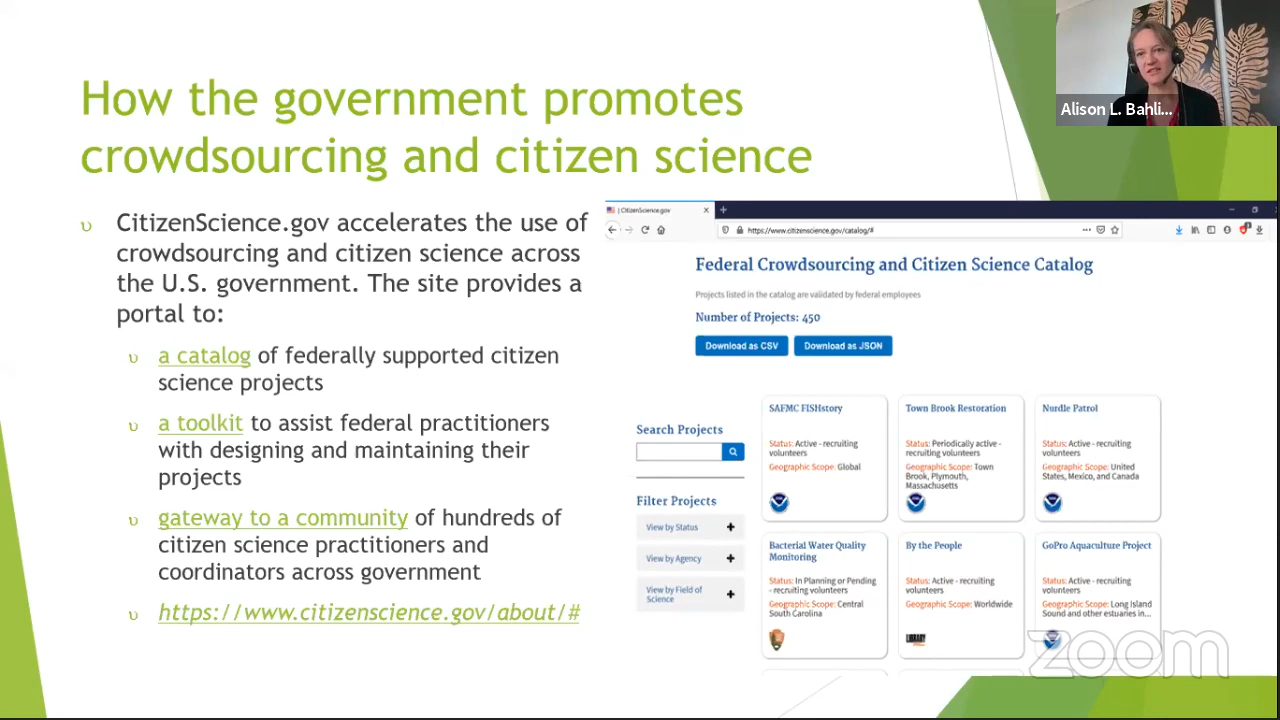 How the government promotes
crowdsourcing and citizen science
Alison L. Bahli...
CitizenScience.gov accelerates the use of
crowdsourcing and citizen science across
the U.S. government. The site provides a
portal to:
a catalog of federally supported citizen
science projects
a toolkit to assist federal practitioners
with designing and maintaining their
projects
gateway to a community of hundreds of
citizen science practitioners and
coordinators across government
https://www.citizenscience.gov/about/#
| CitizenScience.gov
https://www.citizenscience.gov/catalog/#
Federal Crowdsourcing and Citizen Science Catalog
Projects listed in the catalog are validated by federal employees
Number of Projects: 450
Download as CSV
Download as JSON
Search Projects
Filter Projects
View by Status
View by Agency
View by Field of
Science
SAFMC FISHstory
Status: Active - recruiting
volunteers
Geographic Scope: Global
Town Brook Restoration
Status: Periodically active -
recruiting volunteers
Geographic Scope: Town
Brook, Plymouth,
Massachusetts
Nurdle Patrol
Status: Active - recruiting
volunteers
Geographic Scope: United
States, Mexico, and Canada
Bacterial Water Quality
Monitoring
Status: In Planning or Pending
- recruiting volunteers
Geographic Scope: Central
South Carolina
By the People
Status: Active - recruiting
volunteers
Geographic Scope: Worldwide
LIBRARY
GoPro Aquaculture Project
Status: Active - recruiting
volunteers
Geographic Scope: Long Island
Sound and other estuaries in...
zoom